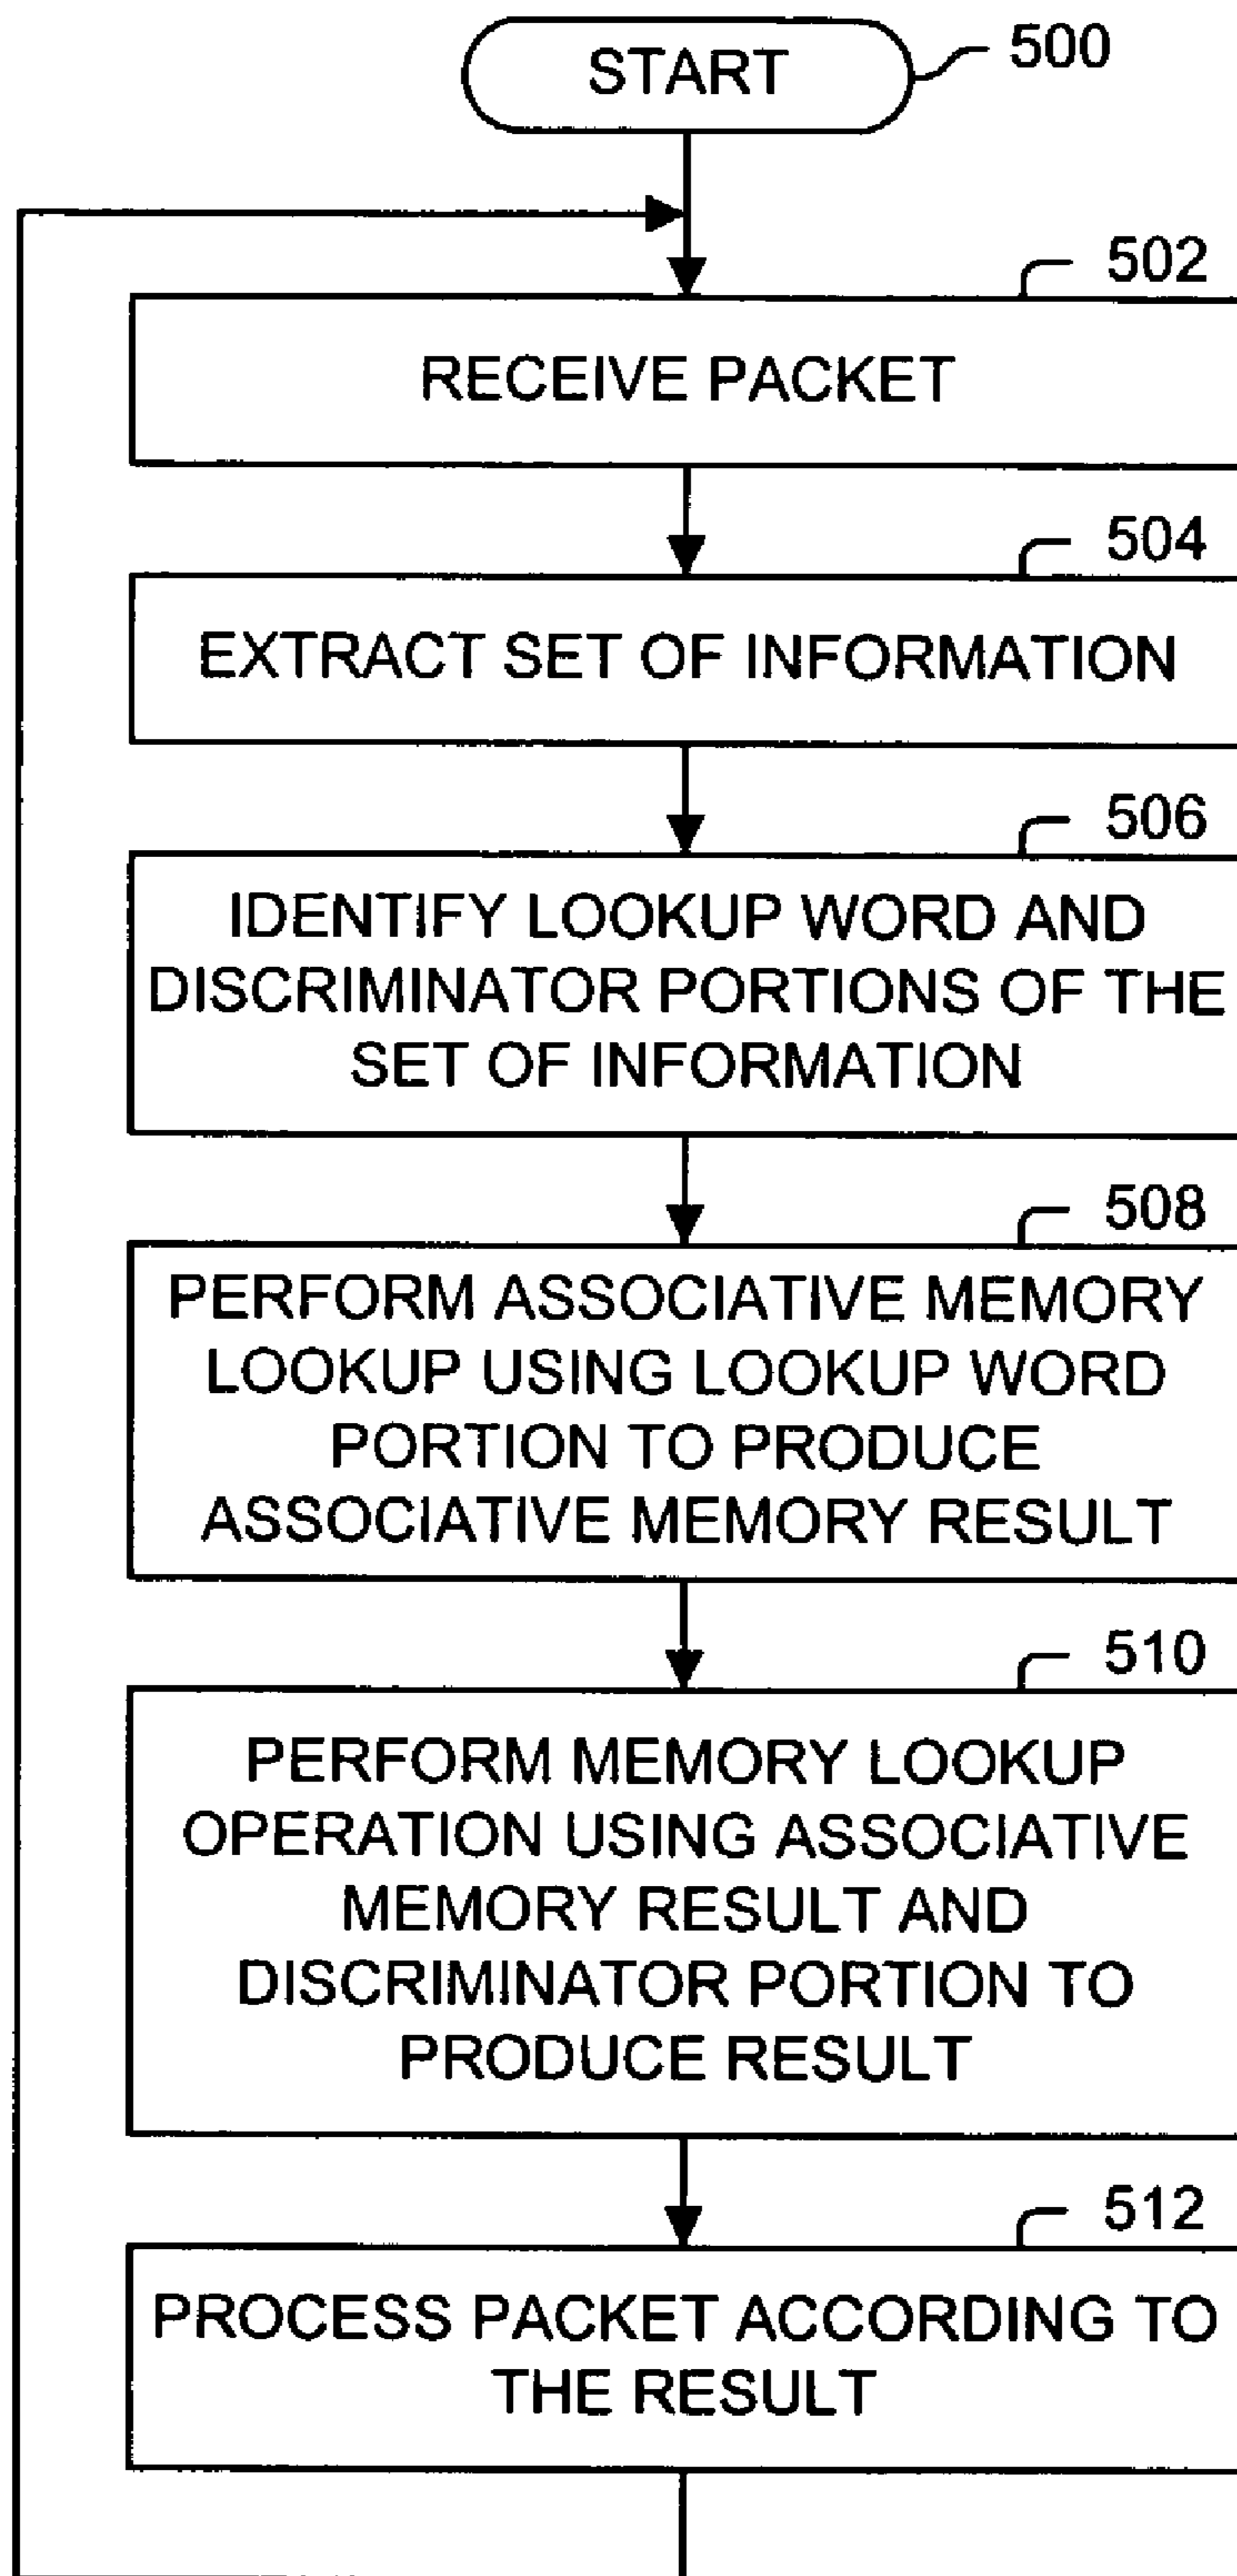 START
500
502
RECEIVE PACKET
504
EXTRACT SET OF INFORMATION
506
IDENTIFY LOOKUP WORD AND
DISCRIMINATOR PORTIONS OF THE
SET OF INFORMATION
508
PERFORM ASSOCIATIVE MEMORY
LOOKUP USING LOOKUP WORD
PORTION TO PRODUCE
ASSOCIATIVE MEMORY RESULT
510
PERFORM MEMORY LOOKUP
OPERATION USING ASSOCIATIVE
MEMORY RESULT AND
DISCRIMINATOR PORTION TO
PRODUCE RESULT
512
PROCESS PACKET ACCORDING TO
THE RESULT